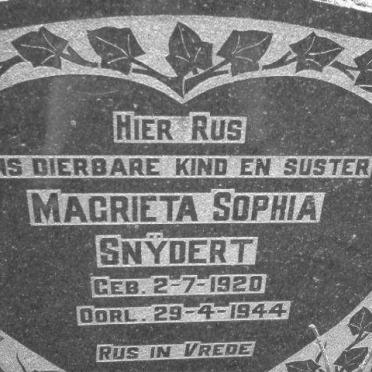 HIER RUS
NS DIERBARE KIND EN SUSTER
MAGRIETA SOPHIA
SNŸDERT
GEB. 2-7-1920
OORL. 29-4-1944
RUS IN VREDE